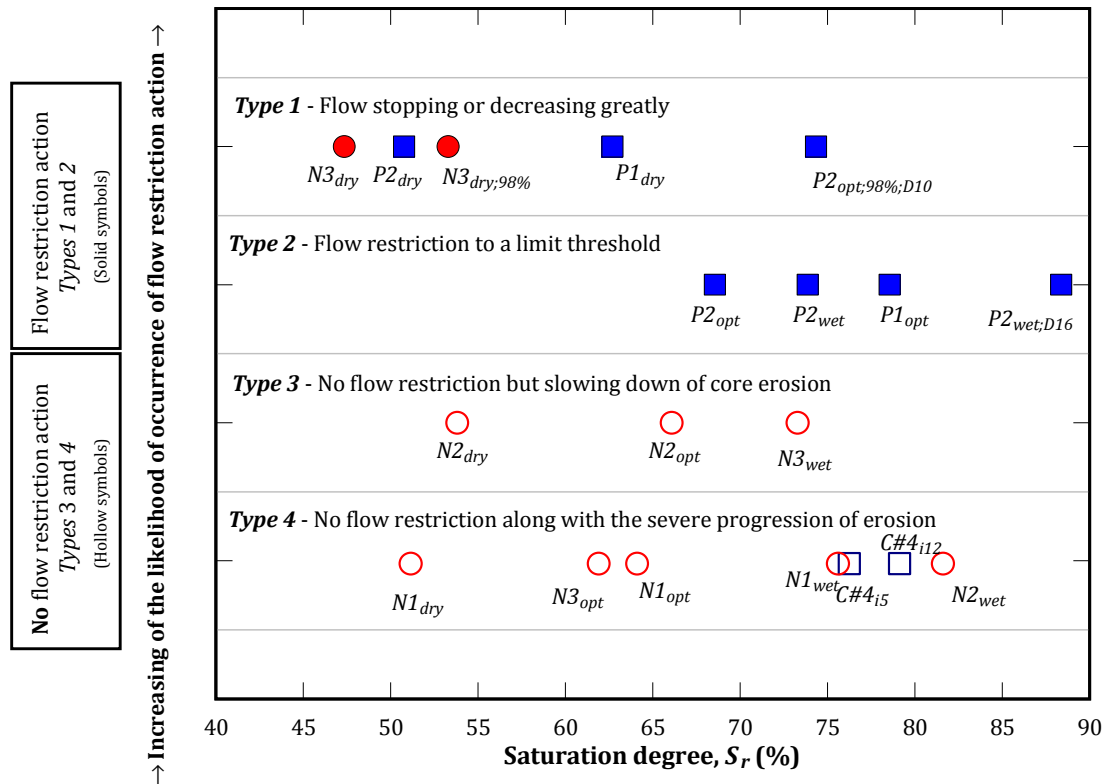 Flow restriction action
Types 1 and 2
(Solid symbols)
No flow restriction action
Types 3 and 4
(Hollow symbols)
→ Increasing of the likelihood of occurrence of flow restriction action →
Type 1 - Flow stopping or decreasing greatly
N3dry
P2dry
N3dry;98%
P1dry
P2opt;98%;D10
Type 2 - Flow restriction to a limit threshold
P2opt
P2wet
P1opt
P2wet;D16
Type 3 - No flow restriction but slowing down of core erosion
N2dry
N2opt
N3wet
Type 4 - No flow restriction along with the severe progression of erosion
C#4i12
N1dry
N3opt
N1opt
N1wet
C#4i5
N2wet
40 45 50 55 60 65 70 75 80 85 90
Saturation degree, Sr (%)